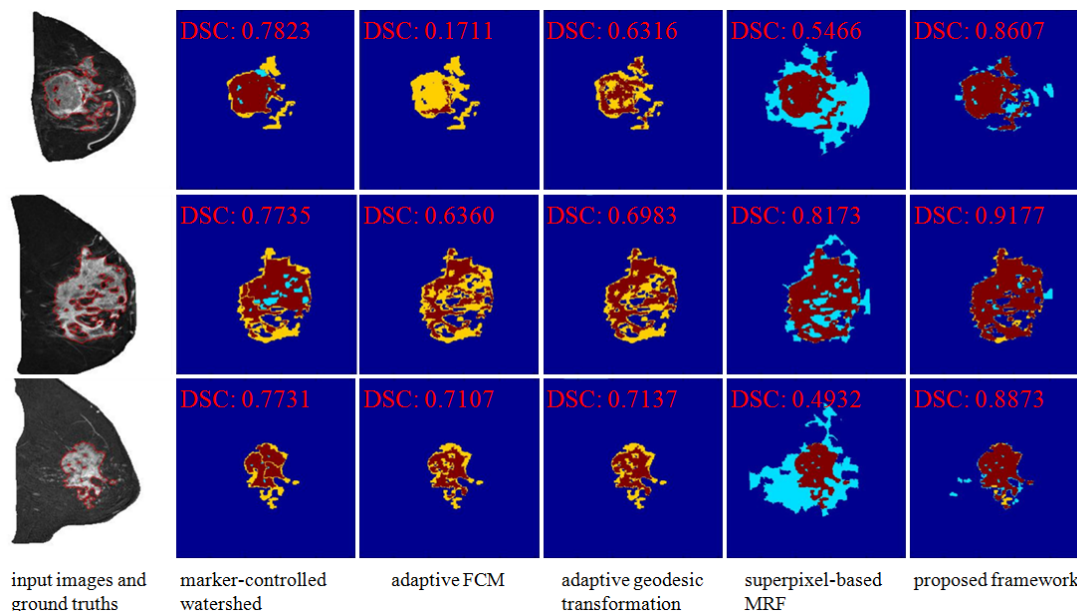 DSC: 0.7823
DSC: 0.1711
DSC: 0.6316
DSC: 0.5466
DSC: 0.8607
DSC: 0.7735
DSC: 0.6360
DSC: 0.6983
DSC: 0.8173
DSC: 0.9177
DSC: 0.7731
DSC: 0.7107
DSC: 0.7137
DSC: 0.4932
DSC: 0.8873
input images and
ground truths
marker-controlled
watershed
adaptive FCM
adaptive geodesic
transformation
superpixel-based
MRF
proposed framework